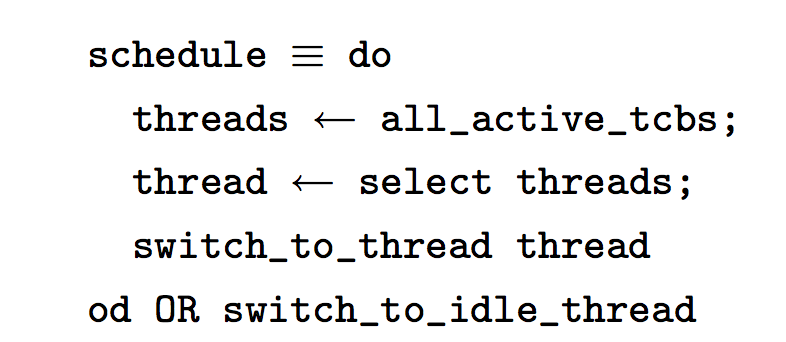 schedule ≡ do
threads ← all_active_tcbs;
thread ← select threads;
switch_to_thread thread
od OR switch_to_idle_thread